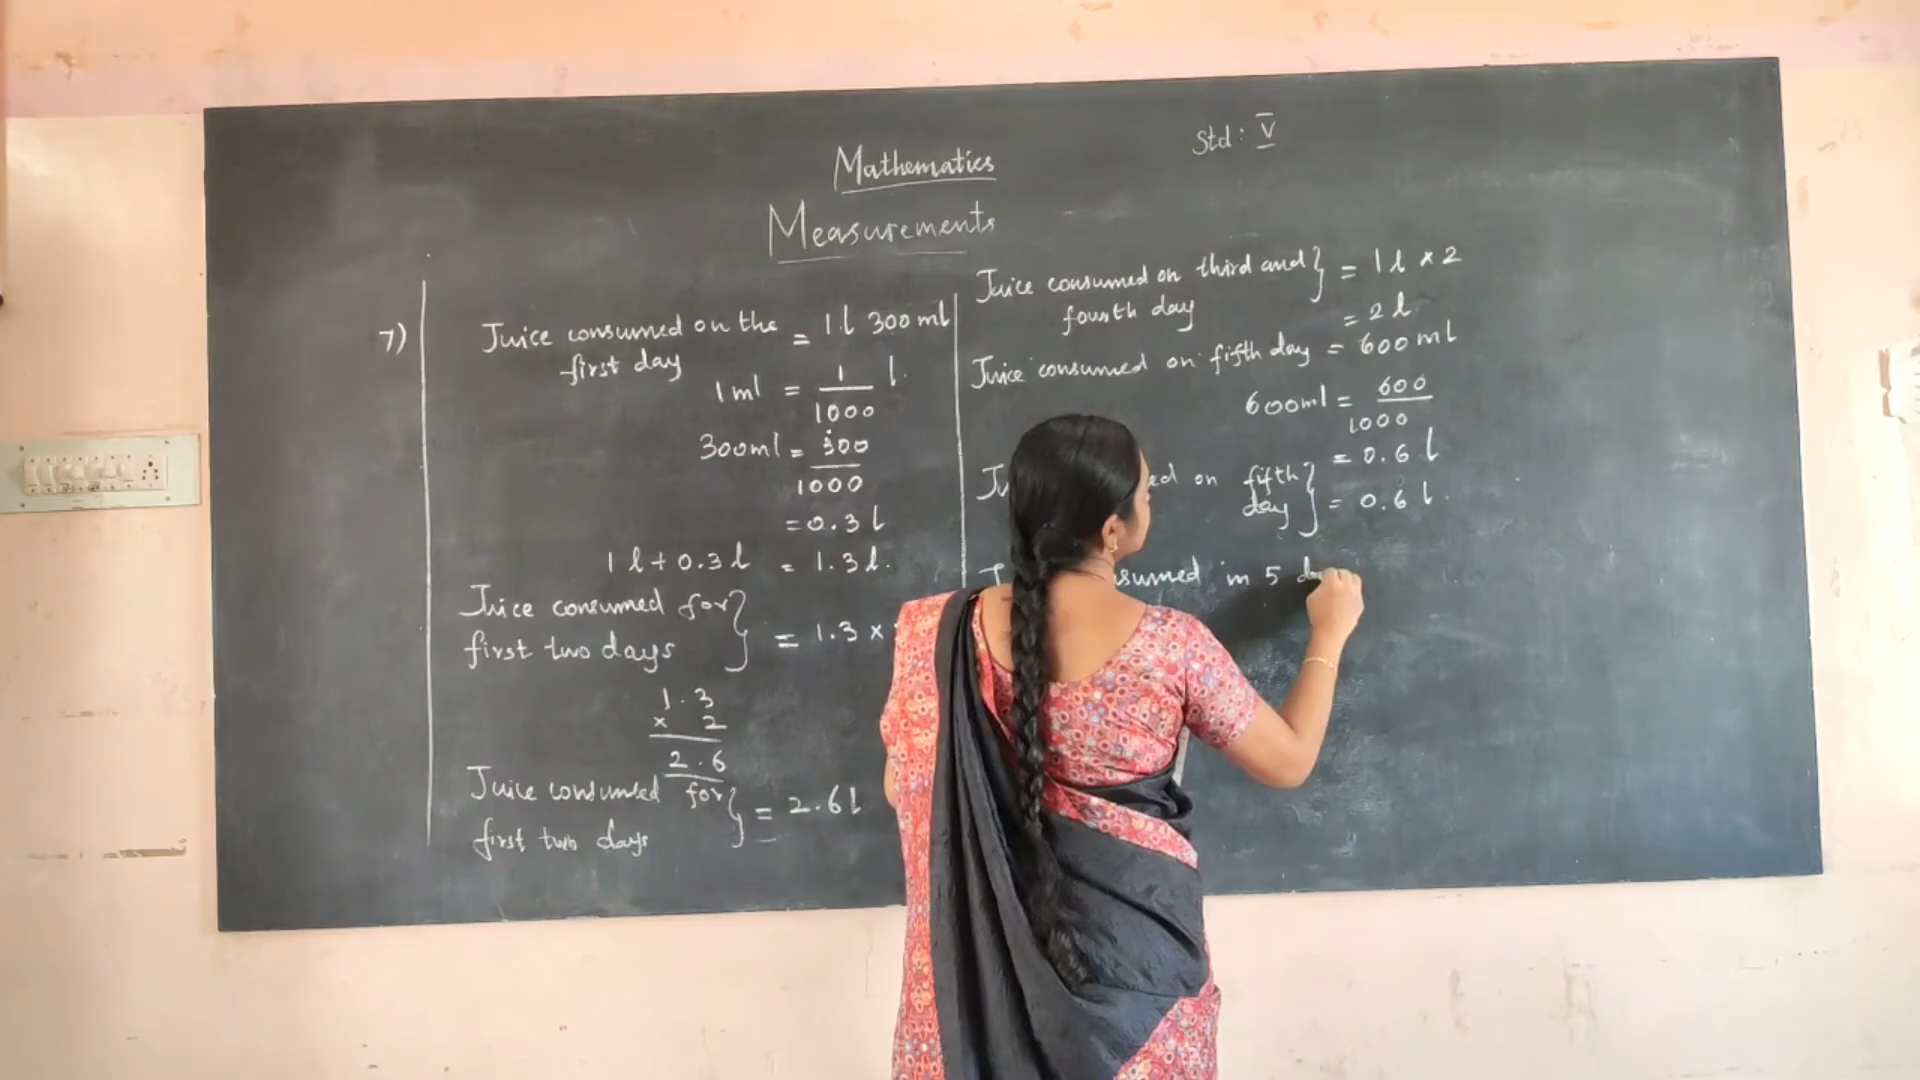 Std: V
Mathematics
Measurements
7)
Juice consumed on the = 1 l 300 ml
first day
1 ml = 1/1000 l.
300 ml = 300/1000
= 0.3 l
1 l + 0.3 l = 1.3 l.
Juice consumed for } = 1.3 ×
first two days
1.3
× 2
2.6
Juice consumed for } = 2.6 l
first two days
Juice consumed on third and } = 1 l × 2
fourth day
= 2 l
Juice consumed on fifth day = 600 ml
600 ml = 600/1000
= 0.6 l
on fifth } = 0.6 l.
day
in 5